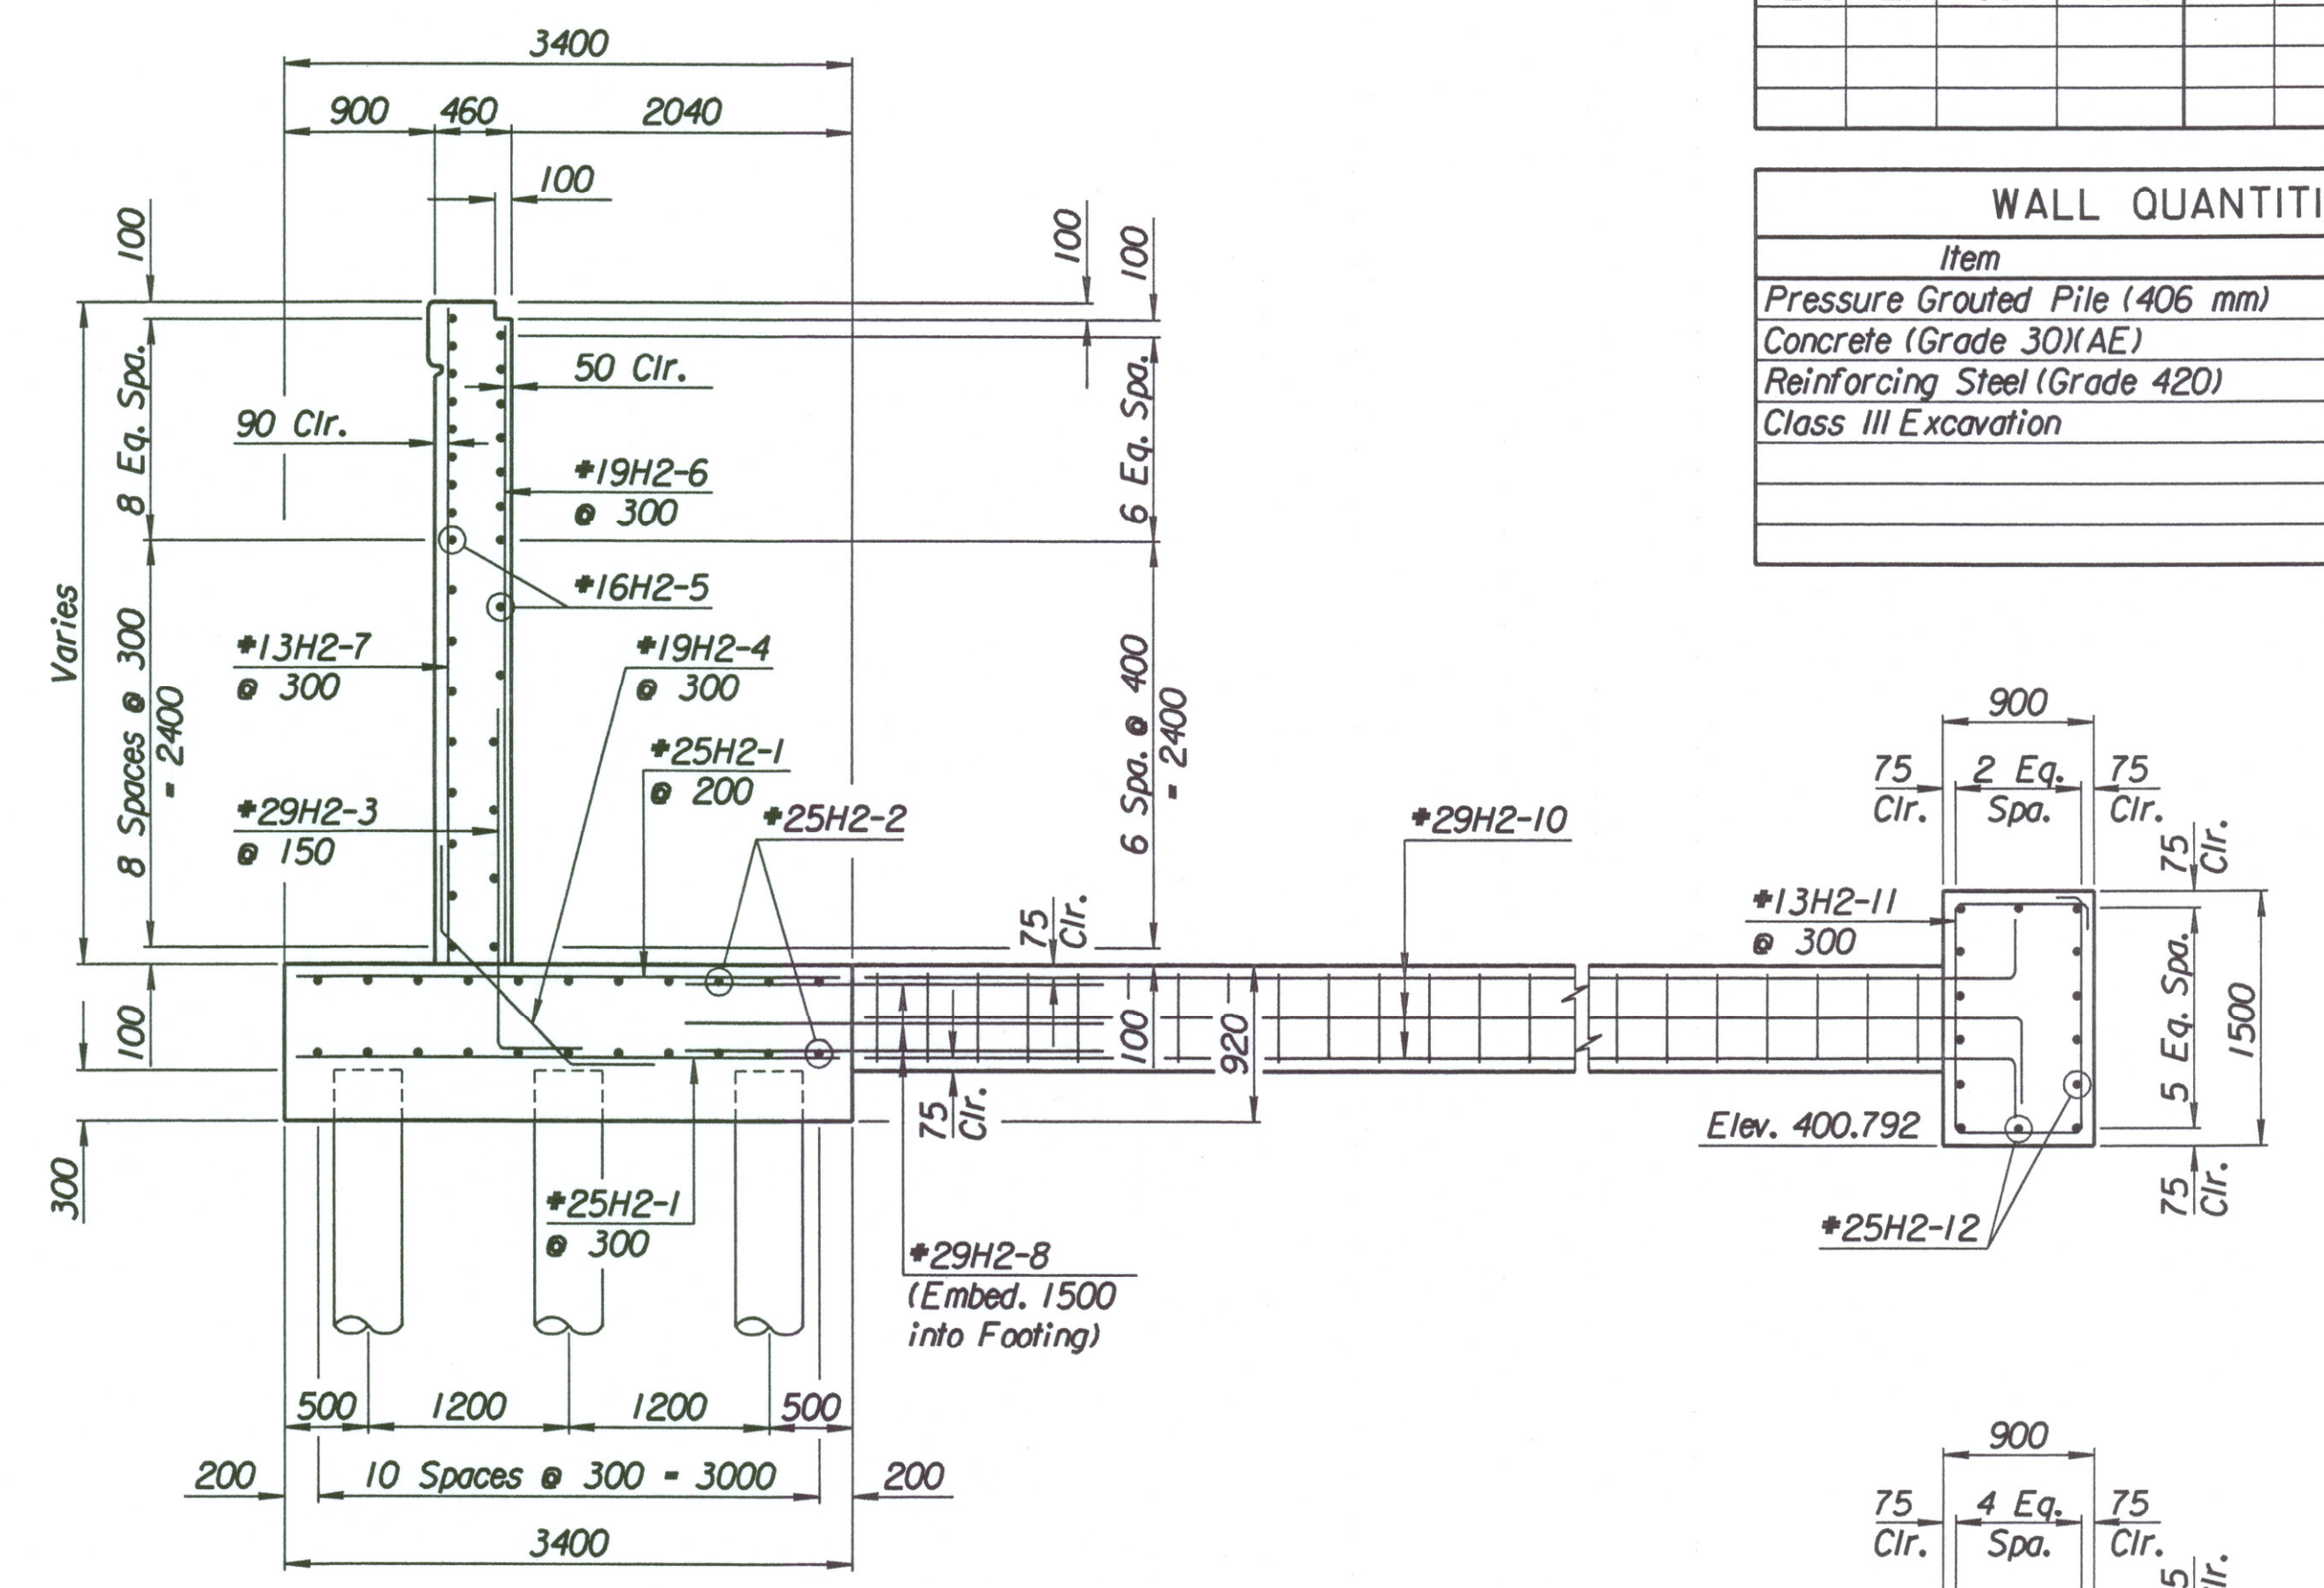 3400
900
460
2040
100
100
100
100
8 Eq. Spa.
50 Clr.
90 Clr.
6 Eq. Spa.
#19H2-6
@ 300
#16H2-5
Varies
8 Spaces @ 300
= 2400
#13H2-7
@ 300
#19H2-4
@ 300
6 Spa. @ 400
= 2400
#25H2-1
@ 200
#29H2-3
@ 150
#25H2-2
#29H2-10
75
Clr.
100
100
920
300
75
Clr.
#25H2-1
@ 300
#29H2-8
(Embed. 1500
into Footing)
500
1200
1200
500
200
10 Spaces @ 300 = 3000
200
3400
WALL QUANTITI
Item
Pressure Grouted Pile (406 mm)
Concrete (Grade 30)(AE)
Reinforcing Steel (Grade 420)
Class III Excavation
900
75
Clr.
2 Eq.
Spa.
75
Clr.
75
Clr.
#13H2-11
@ 300
5 Eq. Spa.
1500
Elev. 400.792
75
Clr.
#25H2-12
900
75
Clr.
4 Eq.
Spa.
75
Clr.